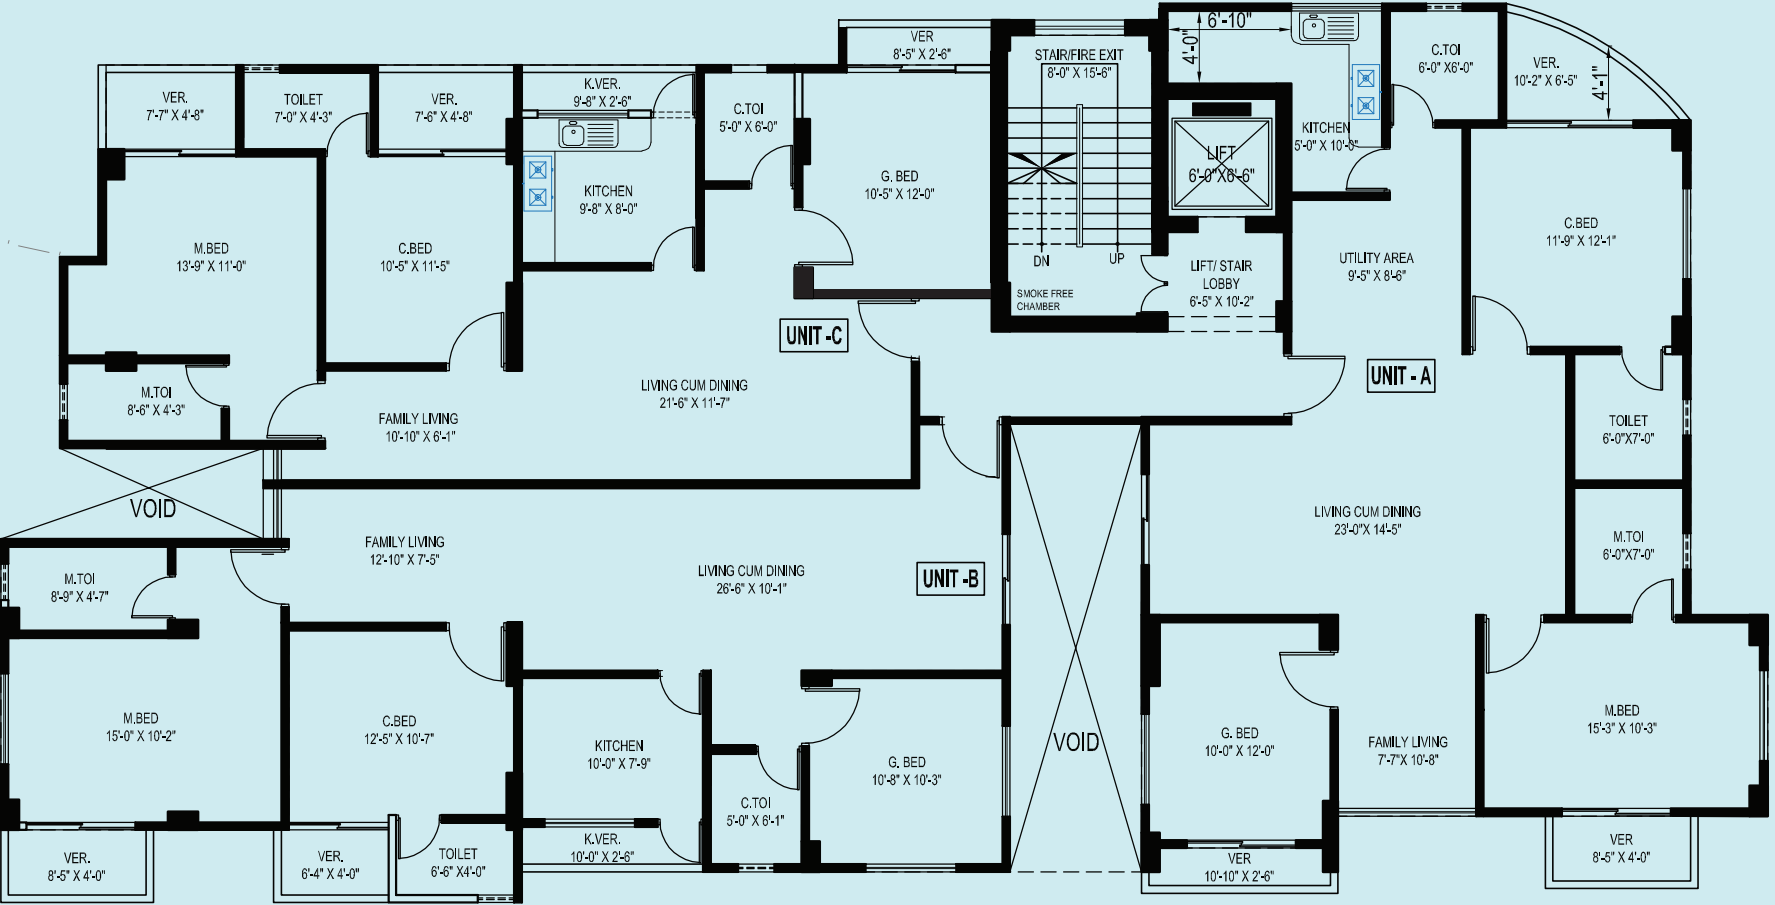 VER
8'-5" X 2'-6"
STAIR/FIRE EXIT
8'-0" X 15'-6"
6'-10"
4'-0"
C.TOI
6'-0" X6'-0"
VER.
10'-2" X 6'-5"
4'-1"
VER.
7'-7" X 4'-8"
TOILET
7'-0" X 4'-3"
VER.
7'-6" X 4'-8"
K.VER.
9'-8" X 2'-6"
C.TOI
5'-0" X 6'-0"
KITCHEN
5'-0" X 10'-0"
LIFT
6'-0"X6'-6"
KITCHEN
9'-8" X 8'-0"
G. BED
10'-5" X 12'-0"
M.BED
13'-9" X 11'-0"
C.BED
10'-5" X 11'-5"
C.BED
11'-9" X 12'-1"
DN
UP
LIFT/ STAIR
LOBBY
6'-5" X 10'-2"
UTILITY AREA
9'-5" X 8'-6"
SMOKE FREE
CHAMBER
UNIT -C
UNIT - A
M.TOI
8'-6" X 4'-3"
LIVING CUM DINING
21'-6" X 11'-7"
FAMILY LIVING
10'-10" X 6'-1"
TOILET
6'-0"X7'-0"
VOID
LIVING CUM DINING
23'-0"X 14'-5"
FAMILY LIVING
12'-10" X 7'-5"
M.TOI
6'-0"X7'-0"
M.TOI
8'-9" X 4'-7"
LIVING CUM DINING
26'-6" X 10'-1"
UNIT -B
M.BED
15'-0" X 10'-2"
C.BED
12'-5" X 10'-7"
KITCHEN
10'-0" X 7'-9"
G. BED
10'-8" X 10'-3"
VOID
G. BED
10'-0" X 12'-0"
FAMILY LIVING
7'-7"X 10'-8"
M.BED
15'-3" X 10'-3"
C.TOI
5'-0" X 6'-1"
VER.
8'-5" X 4'-0"
VER.
6'-4" X 4'-0"
TOILET
6'-6" X4'-0"
K.VER.
10'-0" X 2'-6"
VER
10'-10" X 2'-6"
VER
8'-5" X 4'-0"